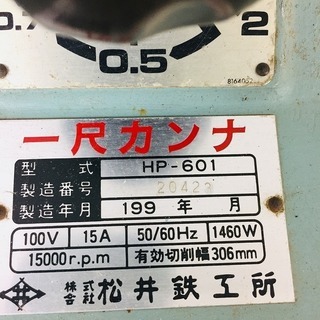 2
0.5
8164002
一尺カンナ
型式 HP-601
製造番号 20423
製造年月 199 年 月
100V 15A 50/60Hz 1460W
15000r.p.m 有効切削幅306mm
株式会社 松井鉄工所